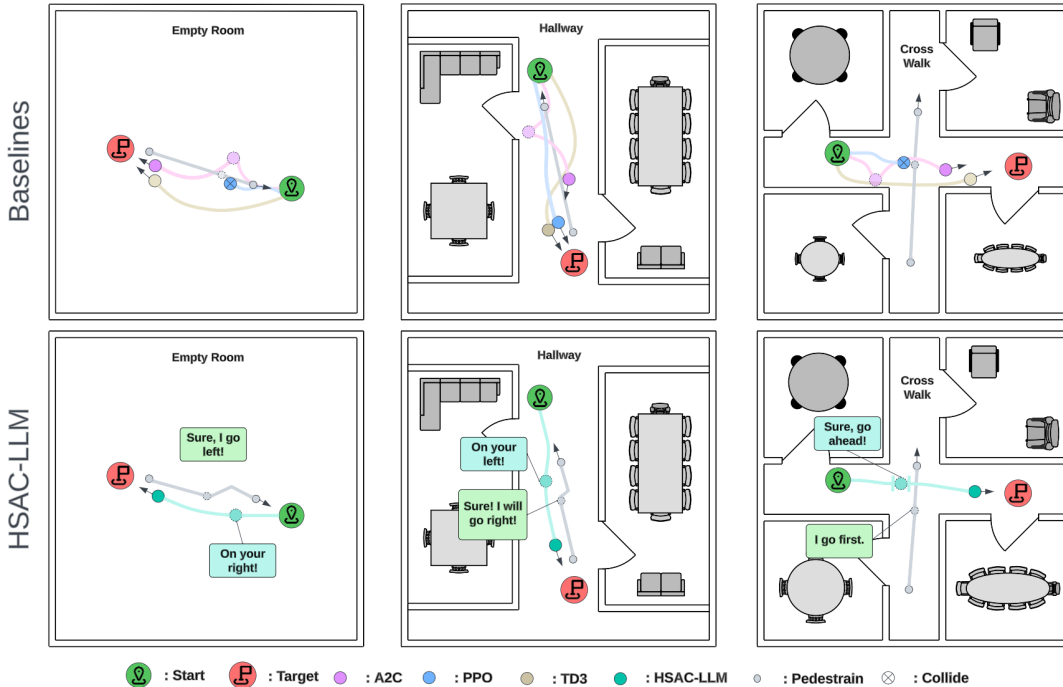 Baselines
Empty Room
Hallway
Cross
Walk
HSAC-LLM
Empty Room
Sure, I go
left!
On your
right!
Hallway
On your
left!
Sure! I will
go right!
Cross
Walk
Sure, go
ahead!
I go first.
: Start : Target : A2C : PPO : TD3 : HSAC-LLM : Pedestrain : Collide